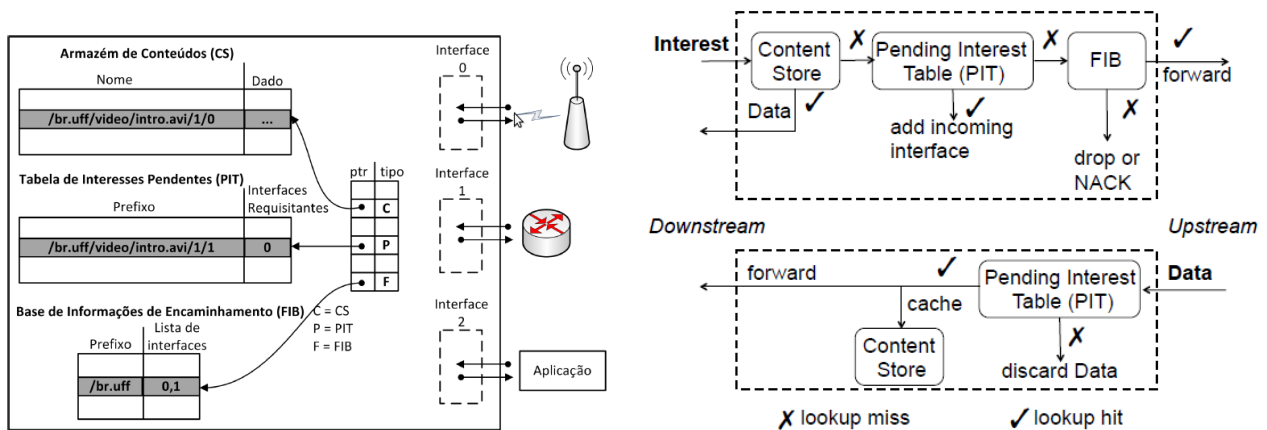 Armazém de Conteúdos (CS)
Nome Dado
/br.uff/video/intro.avi/1/0 ...
Tabela de Interesses Pendentes (PIT)
Prefixo Interfaces
Requisitantes
/br.uff/video/intro.avi/1/1 0
Base de Informações de Encaminhamento (FIB)
Prefixo Lista de
interfaces
/br.uff 0,1
ptr tipo
C
P
F
C = CS
P = PIT
F = FIB
Interface
0
Interface
1
Interface
2
Aplicação
Interest
Content
Store
✗
Pending Interest
Table (PIT)
✗
FIB
✓
forward
Data ✓
✓
add incoming
interface
✗
drop or
NACK
Downstream Upstream
forward ✓
cache
Pending Interest
Table (PIT)
Data
Content
Store
✗
discard Data
✗ lookup miss ✓ lookup hit